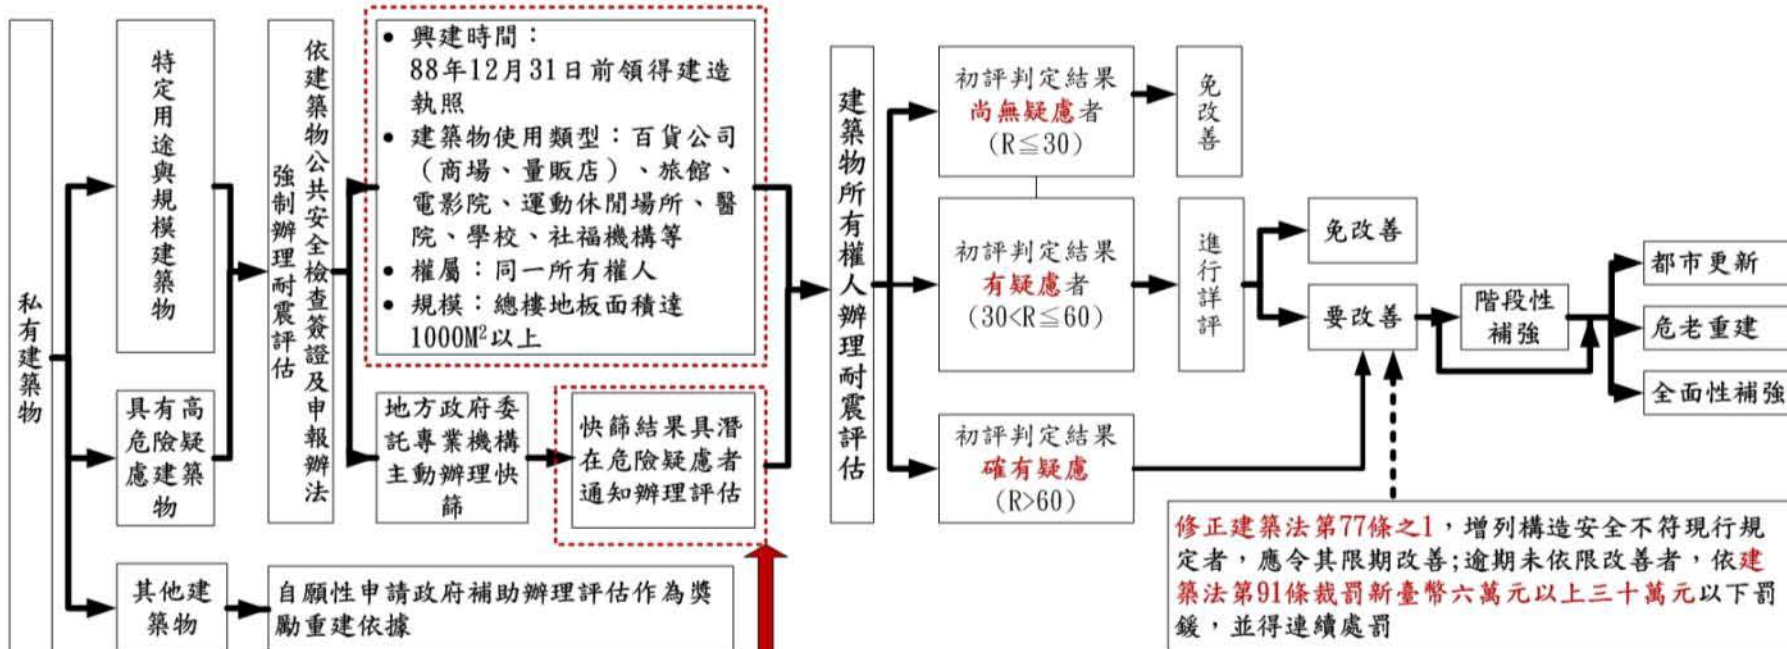 私有建築物
特定用途與規模建築物
具有高
危險疑
慮建築
物
其他建
築物
依建築物公共安全檢查簽證及申報辦法
強制辦理耐震評估
• 興建時間：
88年12月31日前領得建造
執照
• 建築物使用類型：百貨公司
（商場、量販店）、旅館、
電影院、運動休閒場所、醫
院、學校、社福機構等
• 權屬：同一所有權人
• 規模：總樓地板面積達
1000M²以上
地方政府委
託專業機構
主動辦理快
篩
快篩結果具潛
在危險疑慮者
通知辦理評估
自願性申請政府補助辦理評估作為獎
勵重建依據
建築物所有權人辦理耐震評估
初評判定結果
尚無疑慮者
(R≦30)
免改善
初評判定結果
有疑慮者
(30<R≦60)
進行詳評
免改善
要改善
階段性
補強
都市更新
危老重建
全面性補強
初評判定結果
確有疑慮
(R>60)
修正建築法第77條之1，增列構造安全不符現行規
定者，應令其限期改善;逾期未依限改善者，依建
築法第91條裁罰新臺幣六萬元以上三十萬元以下罰
鍰，並得連續處罰